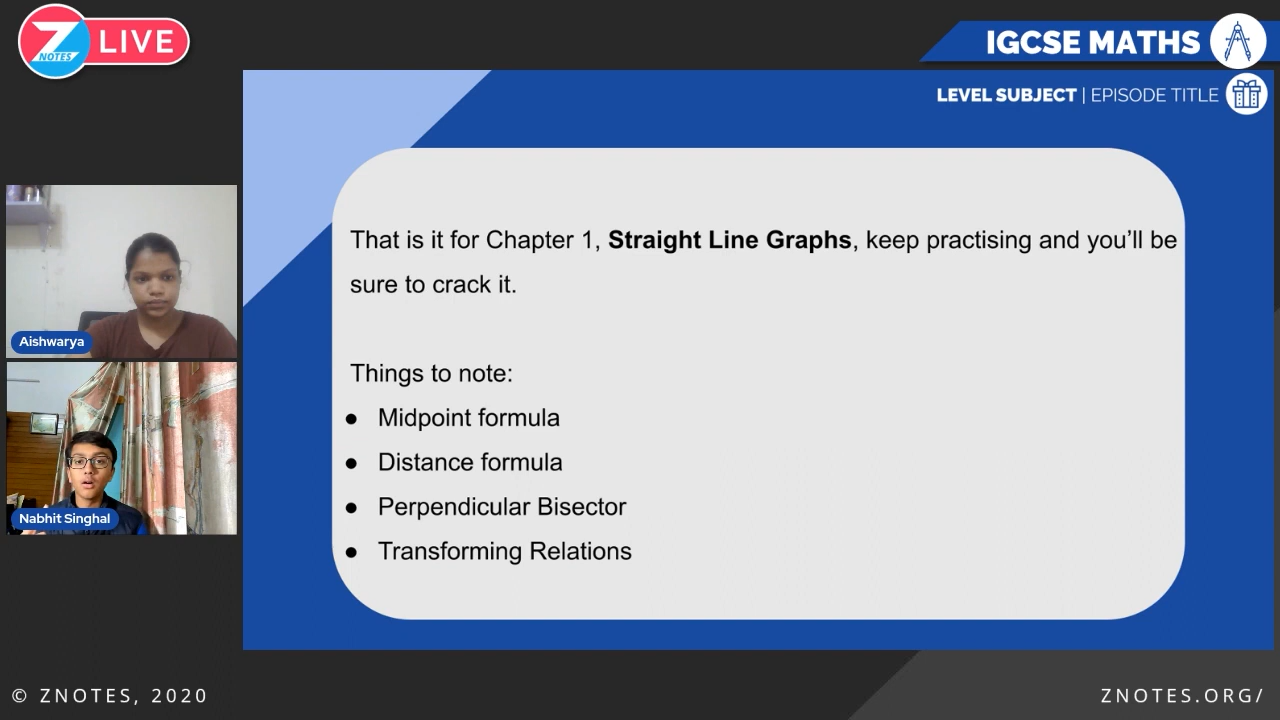 Z NOTES LIVE
IGCSE MATHS
LEVEL SUBJECT | EPISODE TITLE
That is it for Chapter 1, Straight Line Graphs, keep practising and you’ll be
sure to crack it.
Things to note:
● Midpoint formula
● Distance formula
● Perpendicular Bisector
● Transforming Relations
Aishwarya
Nabhit Singhal
© ZNOTES, 2020
ZNOTES.ORG/